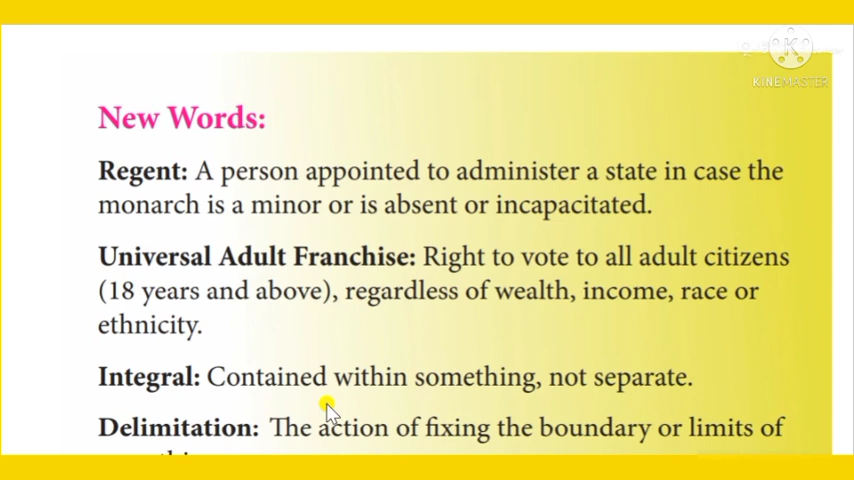 KINEMASTER
New Words:
Regent: A person appointed to administer a state in case the
monarch is a minor or is absent or incapacitated.
Universal Adult Franchise: Right to vote to all adult citizens
(18 years and above), regardless of wealth, income, race or
ethnicity.
Integral: Contained within something, not separate.
Delimitation: The action of fixing the boundary or limits of